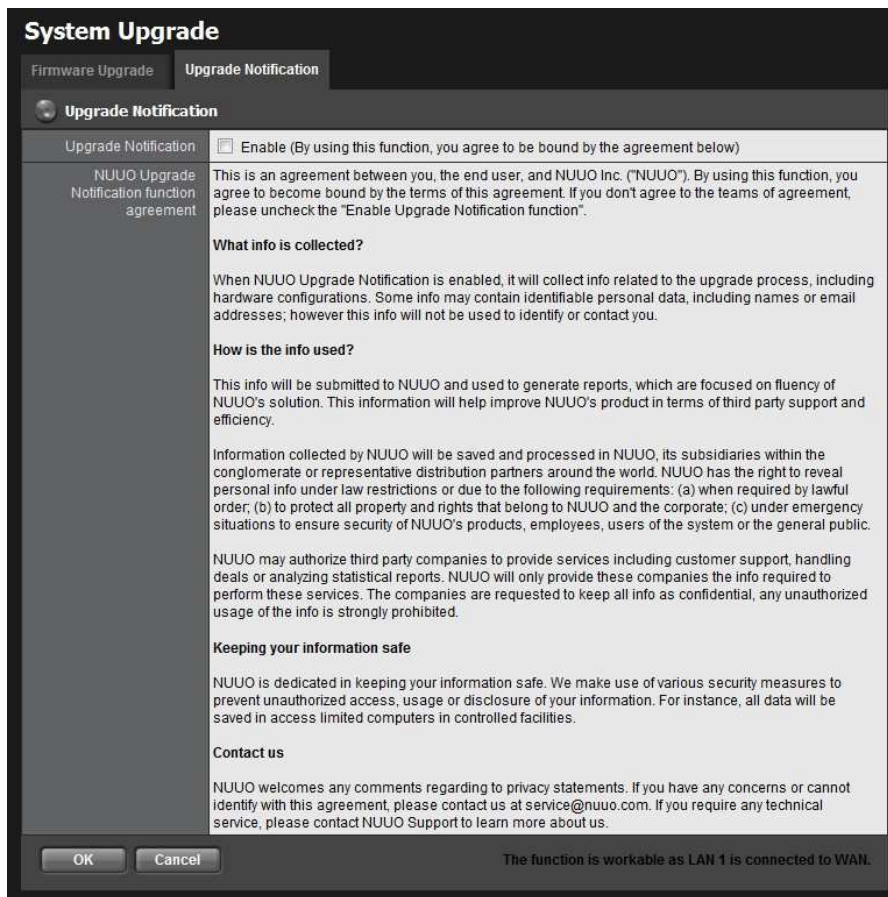 System Upgrade
Firmware Upgrade
Upgrade Notification
Upgrade Notification
Upgrade Notification
Enable (By using this function, you agree to be bound by the agreement below)
NUUO Upgrade
Notification function
agreement
This is an agreement between you, the end user, and NUUO Inc. ("NUUO"). By using this function, you
agree to become bound by the terms of this agreement. If you don't agree to the teams of agreement,
please uncheck the "Enable Upgrade Notification function".
What info is collected?
When NUUO Upgrade Notification is enabled, it will collect info related to the upgrade process, including
hardware configurations. Some info may contain identifiable personal data, including names or email
addresses; however this info will not be used to identify or contact you.
How is the info used?
This info will be submitted to NUUO and used to generate reports, which are focused on fluency of
NUUO's solution. This information will help improve NUUO's product in terms of third party support and
efficiency.
Information collected by NUUO will be saved and processed in NUUO, its subsidiaries within the
conglomerate or representative distribution partners around the world. NUUO has the right to reveal
personal info under law restrictions or due to the following requirements: (a) when required by lawful
order; (b) to protect all property and rights that belong to NUUO and the corporate; (c) under emergency
situations to ensure security of NUUO's products, employees, users of the system or the general public.
NUUO may authorize third party companies to provide services including customer support, handling
deals or analyzing statistical reports. NUUO will only provide these companies the info required to
perform these services. The companies are requested to keep all info as confidential, any unauthorized
usage of the info is strongly prohibited.
Keeping your information safe
NUUO is dedicated in keeping your information safe. We make use of various security measures to
prevent unauthorized access, usage or disclosure of your information. For instance, all data will be
saved in access limited computers in controlled facilities.
Contact us
NUUO welcomes any comments regarding to privacy statements. If you have any concerns or cannot
identify with this agreement, please contact us at service@nuuo.com. If you require any technical
service, please contact NUUO Support to learn more about us.
OK
Cancel
The function is workable as LAN 1 is connected to WAN.